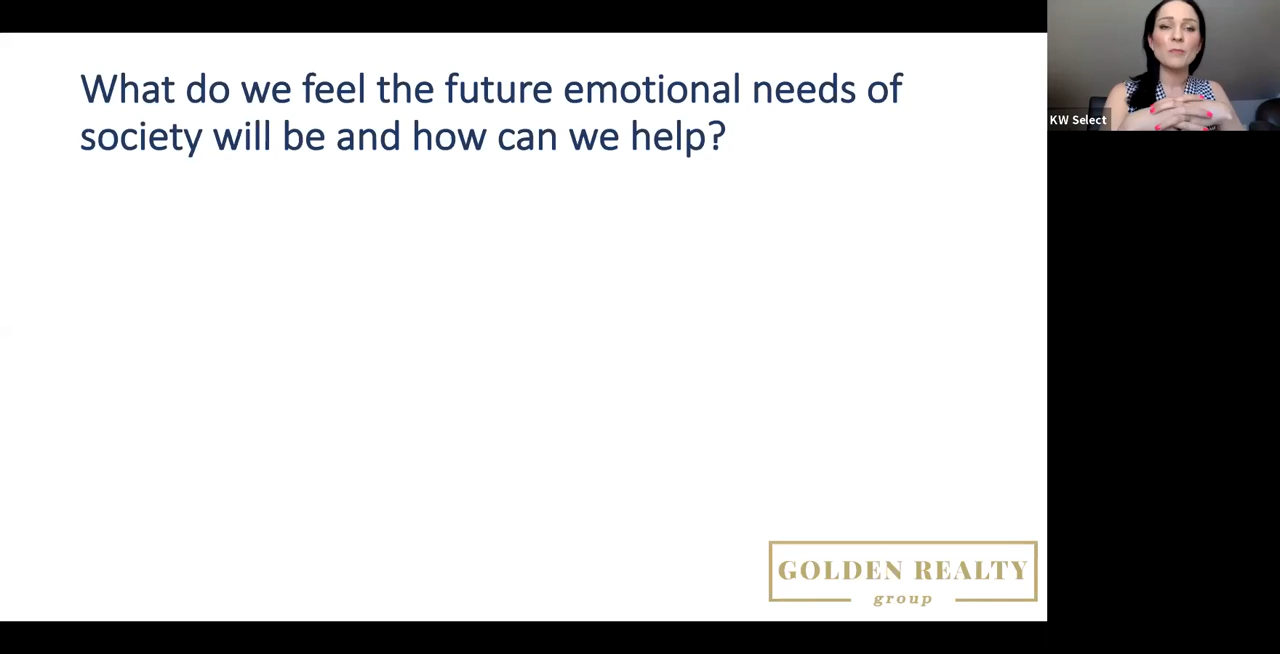 What do we feel the future emotional needs of
society will be and how can we help?
KW Select
GOLDEN REALTY
group